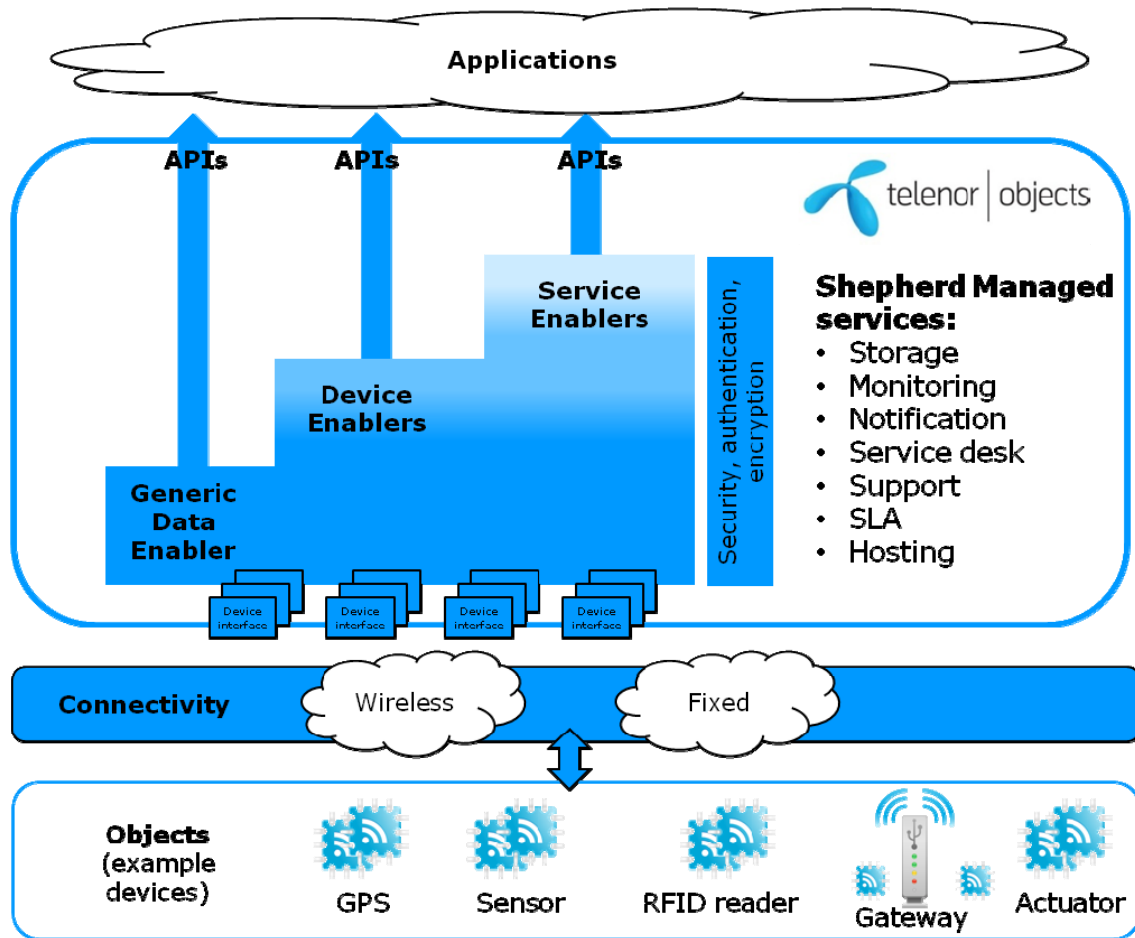 Applications
APIs
APIs
APIs
telenor | objects
Service
Enablers
Device
Enablers
Generic
Data
Enabler
Security, authentication,
encryption
Shepherd Managed
services:
• Storage
• Monitoring
• Notification
• Service desk
• Support
• SLA
• Hosting
Device
interface
Device
interface
Device
interface
Device
interface
Connectivity
Wireless
Fixed
Objects
(example
devices)
GPS
Sensor
RFID reader
Gateway
Actuator